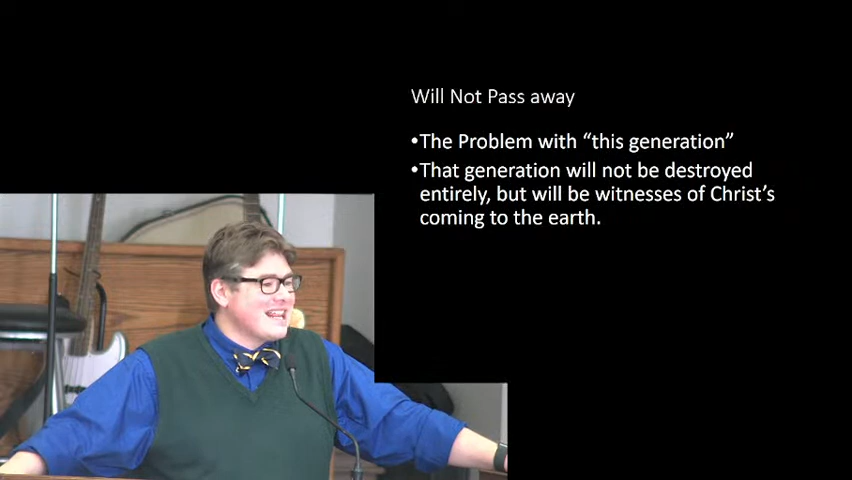 Will Not Pass away
•The Problem with “this generation”
•That generation will not be destroyed
entirely, but will be witnesses of Christ’s
coming to the earth.